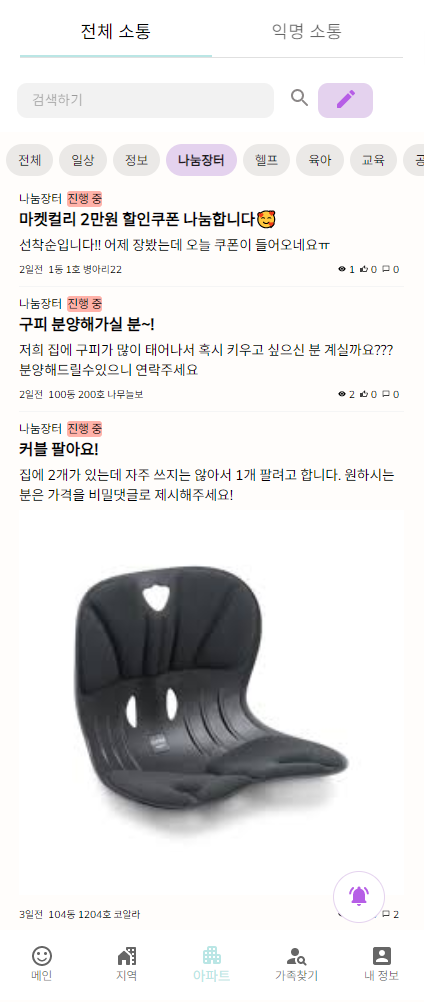 전체 소통
익명 소통
검색하기
전체 일상 정보 나눔장터 헬프 육아 교육
나눔장터 진행 중
마켓컬리 2만원 할인쿠폰 나눔합니다🥰
선착순입니다!! 어제 장봤는데 오늘 쿠폰이 들어오네요ㅠ
2일전 1동 1호 병아리22 1 0 0
나눔장터 진행 중
구피 분양해가실 분~!
저희 집에 구피가 많이 태어나서 혹시 키우고 싶으신 분 계실까요???
분양해드릴수있으니 연락주세요
2일전 100동 200호 나무늘보 2 0 0
나눔장터 진행 중
커블 팔아요!
집에 2개가 있는데 자주 쓰지는 않아서 1개 팔려고 합니다. 원하시는
분은 가격을 비밀댓글로 제시해주세요!
3일전 104동 1204호 코알라 2
메인 지역 아파트 가족찾기 내 정보